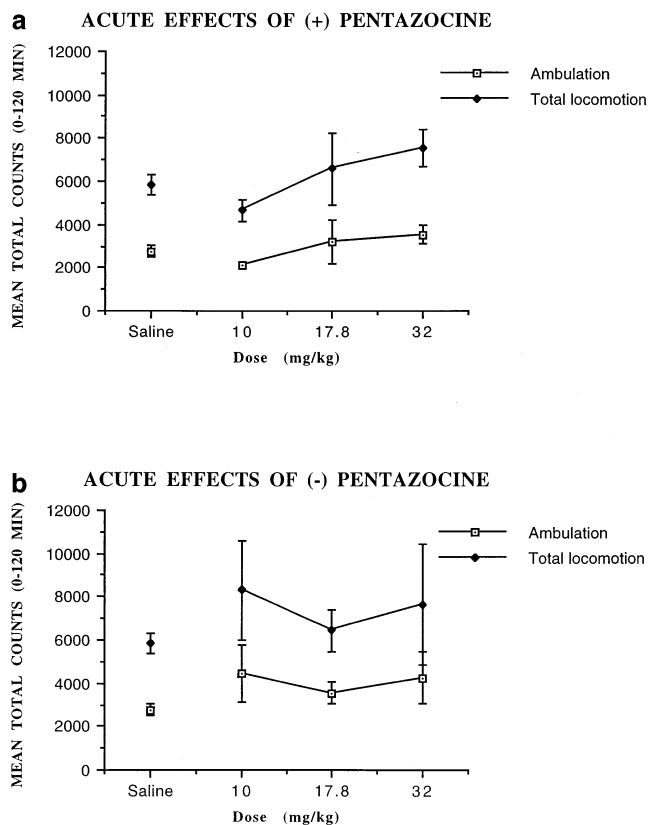 a
ACUTE EFFECTS OF (+) PENTAZOCINE
MEAN TOTAL COUNTS (0-120 MIN)
12000
10000
8000
6000
4000
2000
0
Ambulation
Total locomotion
Saline 10 17.8 32
Dose (mg/kg)
b
ACUTE EFFECTS OF (-) PENTAZOCINE
MEAN TOTAL COUNTS (0-120 MIN)
12000
10000
8000
6000
4000
2000
0
Ambulation
Total locomotion
Saline 10 17.8 32
Dose (mg/kg)